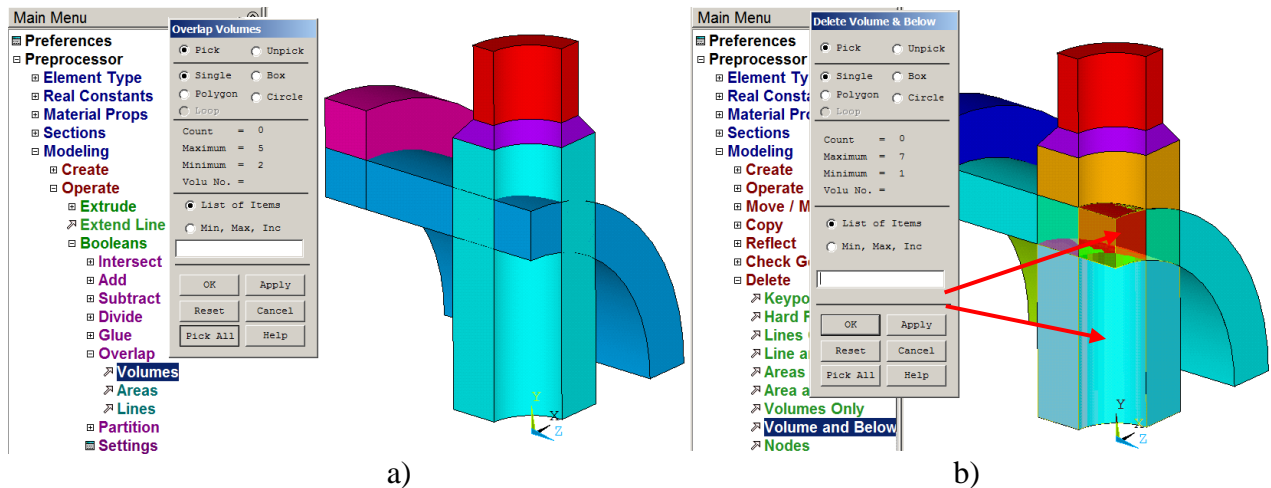 Main Menu
Preferences
Preprocessor
Element Type
Real Constants
Material Props
Sections
Modeling
Create
Operate
Extrude
Extend Line
Booleans
Intersect
Add
Subtract
Divide
Glue
Overlap
Volumes
Areas
Lines
Partition
Settings
Overlap Volumes
Pick Unpick
Single Box
Polygon Circle
Loop
Count = 0
Maximum = 5
Minimum = 2
Volu No. =
List of Items
Min, Max, Inc
OK Apply
Reset Cancel
Pick All Help
Y
X
Z
a)
Main Menu
Preferences
Preprocessor
Element Ty
Real Consta
Material Pro
Sections
Modeling
Create
Operate
Move / M
Copy
Reflect
Check Ge
Delete
Keypo
Hard P
Lines
Line a
Areas
Area a
Volumes Only
Volume and Below
Nodes
Delete Volume & Below
Pick Unpick
Single Box
Polygon Circle
Loop
Count = 0
Maximum = 7
Minimum = 1
Volu No. =
List of Items
Min, Max, Inc
OK Apply
Reset Cancel
Pick All Help
Y
Z
b)